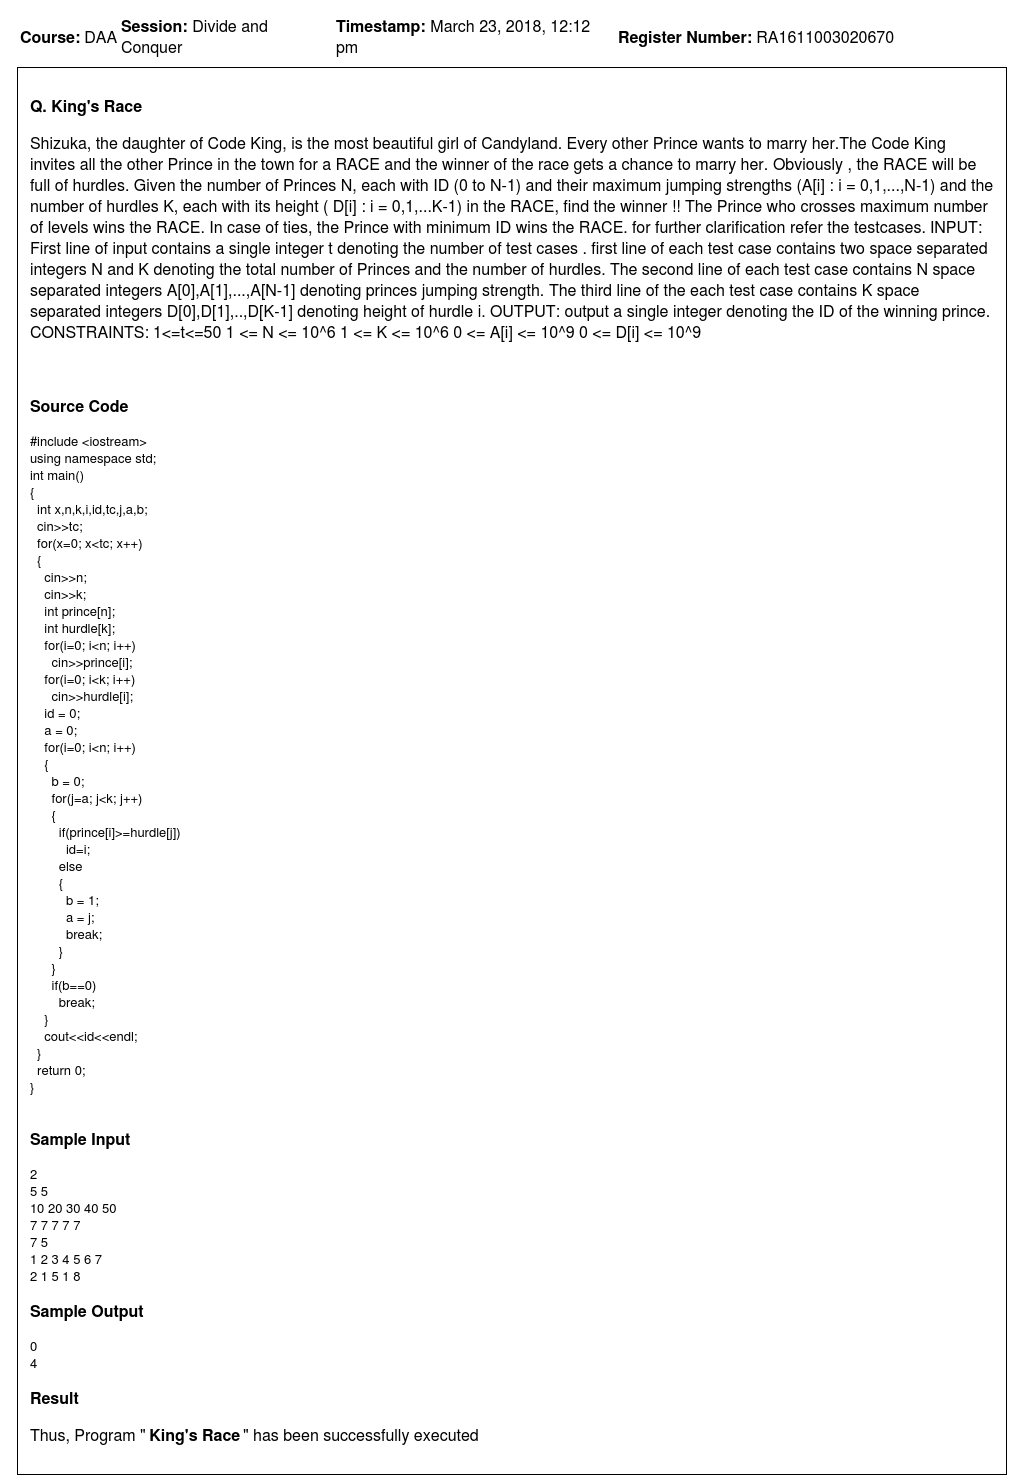 Course: DAA Session: Divide and Conquer Timestamp: March 23, 2018, 12:12 pm Register Number: RA1611003020670
Q. King's Race
Shizuka, the daughter of Code King, is the most beautiful girl of Candyland. Every other Prince wants to marry her.The Code King
invites all the other Prince in the town for a RACE and the winner of the race gets a chance to marry her. Obviously , the RACE will be
full of hurdles. Given the number of Princes N, each with ID (0 to N-1) and their maximum jumping strengths (A[i] : i = 0,1,...,N-1) and the
number of hurdles K, each with its height ( D[i] : i = 0,1,...K-1) in the RACE, find the winner !! The Prince who crosses maximum number
of levels wins the RACE. In case of ties, the Prince with minimum ID wins the RACE. for further clarification refer the testcases. INPUT:
First line of input contains a single integer t denoting the number of test cases . first line of each test case contains two space separated
integers N and K denoting the total number of Princes and the number of hurdles. The second line of each test case contains N space
separated integers A[0],A[1],...,A[N-1] denoting princes jumping strength. The third line of the each test case contains K space
separated integers D[0],D[1],..,D[K-1] denoting height of hurdle i. OUTPUT: output a single integer denoting the ID of the winning prince.
CONSTRAINTS: 1<=t<=50 1 <= N <= 10^6 1 <= K <= 10^6 0 <= A[i] <= 10^9 0 <= D[i] <= 10^9
Source Code
#include <iostream>
using namespace std;
int main()
{
int x,n,k,i,id,tc,j,a,b;
cin>>tc;
for(x=0; x<tc; x++)
{
cin>>n;
cin>>k;
int prince[n];
int hurdle[k];
for(i=0; i<n; i++)
cin>>prince[i];
for(i=0; i<k; i++)
cin>>hurdle[i];
id = 0;
a = 0;
for(i=0; i<n; i++)
{
b = 0;
for(j=a; j<k; j++)
{
if(prince[i]>=hurdle[j])
id=i;
else
{
b = 1;
a = j;
break;
}
}
if(b==0)
break;
}
cout<<id<<endl;
}
return 0;
}
Sample Input
2
5 5
10 20 30 40 50
7 7 7 7 7
7 5
1 2 3 4 5 6 7
2 1 5 1 8
Sample Output
0
4
Result
Thus, Program " King's Race " has been successfully executed